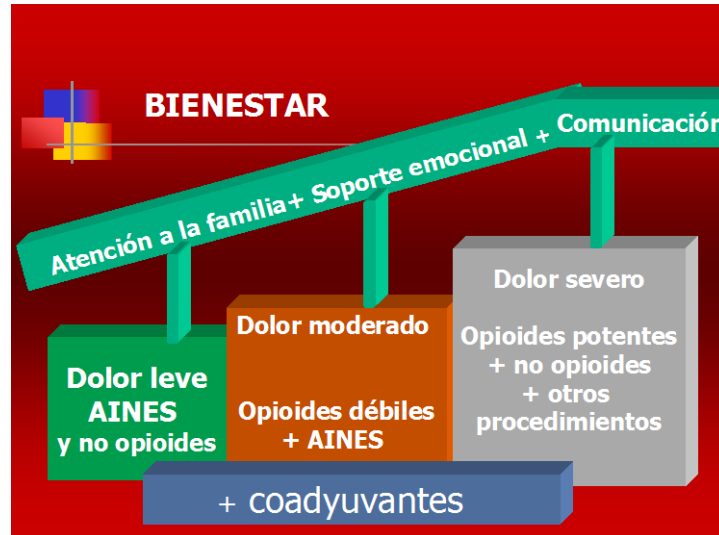 BIENESTAR
Atención a la familia+ Soporte emocional +
Comunicación
Dolor leve
AINES
y no opioides
Dolor moderado
Opioides débiles
+ AINES
Dolor severo
Opioides potentes
+ no opioides
+ otros
procedimientos
+ coadyuvantes